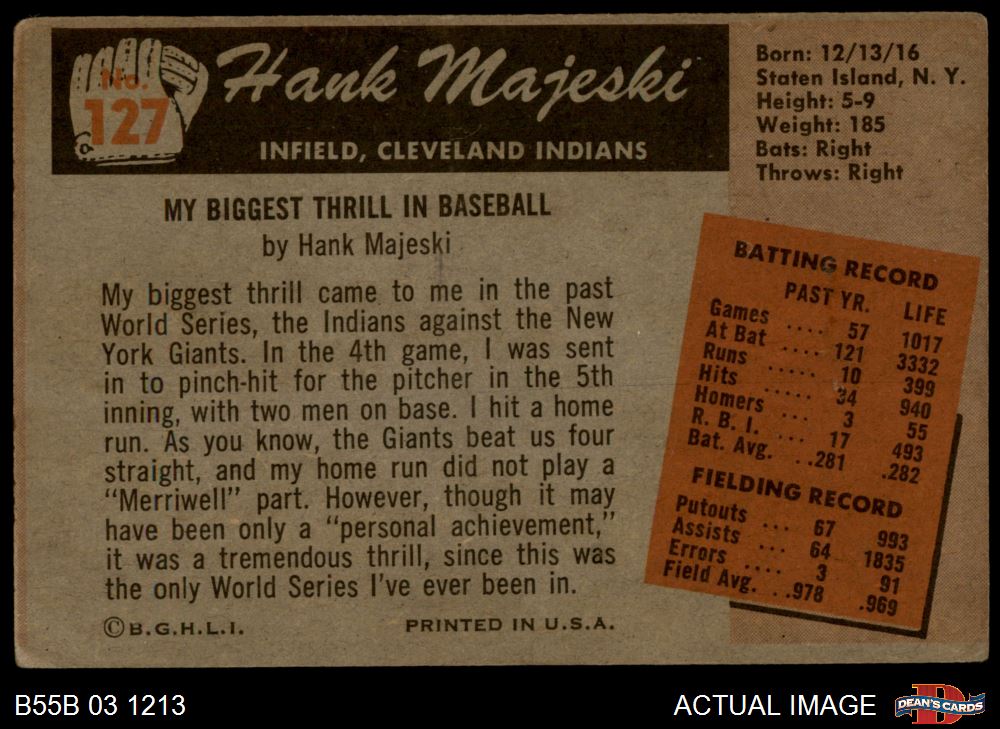 No.
127
Hank Majeski
INFIELD, CLEVELAND INDIANS
Born: 12/13/16
Staten Island, N. Y.
Height: 5-9
Weight: 185
Bats: Right
Throws: Right
MY BIGGEST THRILL IN BASEBALL
by Hank Majeski
My biggest thrill came to me in the past
World Series, the Indians against the New
York Giants. In the 4th game, I was sent
in to pinch-hit for the pitcher in the 5th
inning, with two men on base. I hit a home
run. As you know, the Giants beat us four
straight, and my home run did not play a
"Merriwell" part. However, though it may
have been only a "personal achievement,"
it was a tremendous thrill, since this was
the only World Series I've ever been in.
©B.G.H.L.I. PRINTED IN U.S.A.
BATTING RECORD
PAST YR. LIFE
Games .... 57 1017
At Bat .... 121 3332
Runs ..... 10 399
Hits ..... 34 940
Homers ... 3 55
R. B. I. ... 17 493
Bat. Avg. ..281 .282
FIELDING RECORD
Putouts ... 67 993
Assists ... 64 1835
Errors .... 3 91
Field Avg. ..978 .969
B55B 03 1213
ACTUAL IMAGE
D
DEAN'S CARDS